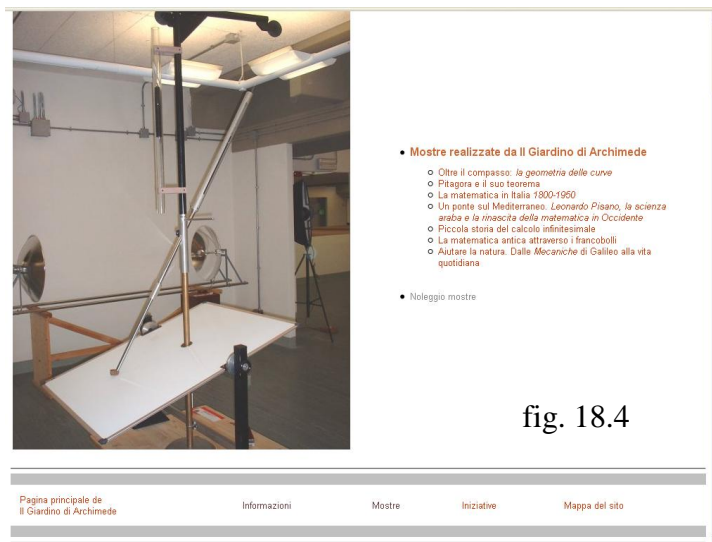 Mostre realizzate da Il Giardino di Archimede
Oltre il compasso: la geometria delle curve
Pitagora e il suo teorema
La matematica in Italia 1800-1950
Un ponte sul Mediterraneo. Leonardo Pisano, la scienza
araba e la rinascita della matematica in Occidente
Piccola storia del calcolo infinitesimale
La matematica antica attraverso i francobolli
Aiutare la natura. Dalle Mecaniche di Galileo alla vita
quotidiana
Noleggio mostre
fig. 18.4
Pagina principale de
Il Giardino di Archimede
Informazioni
Mostre
Iniziative
Mappa del sito